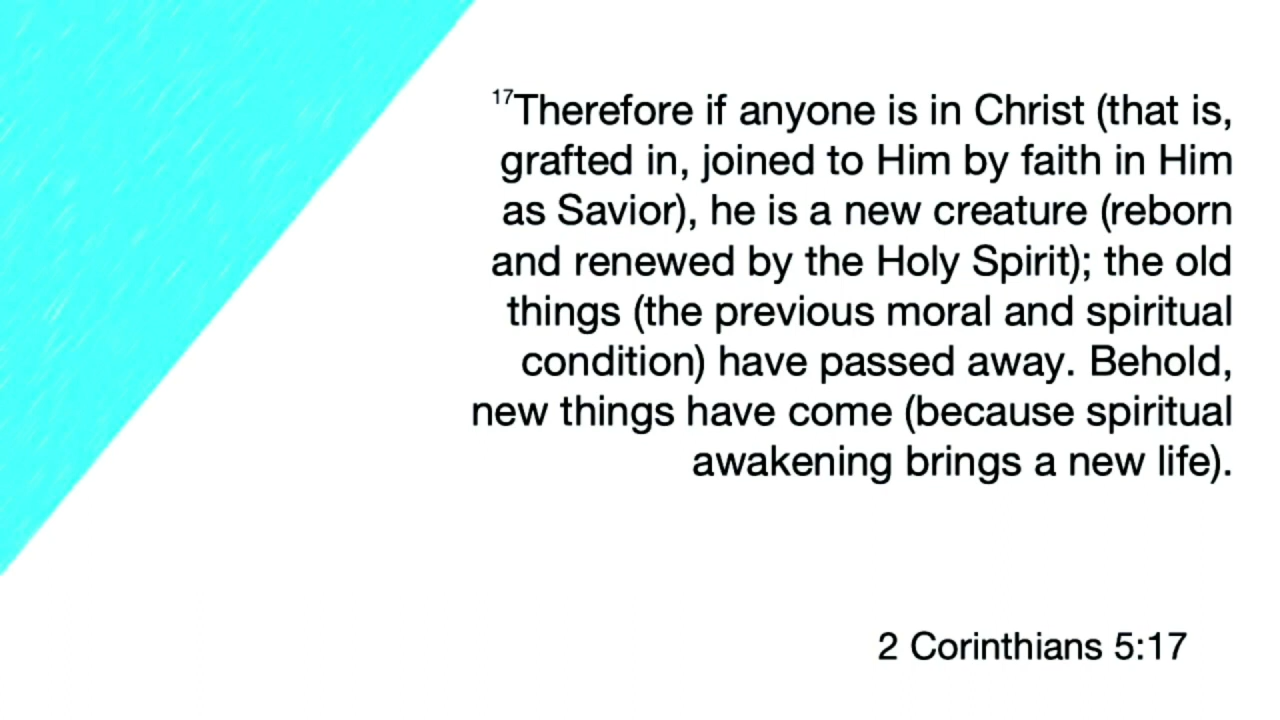 17Therefore if anyone is in Christ (that is,
grafted in, joined to Him by faith in Him
as Savior), he is a new creature (reborn
and renewed by the Holy Spirit); the old
things (the previous moral and spiritual
condition) have passed away. Behold,
new things have come (because spiritual
awakening brings a new life).
2 Corinthians 5:17